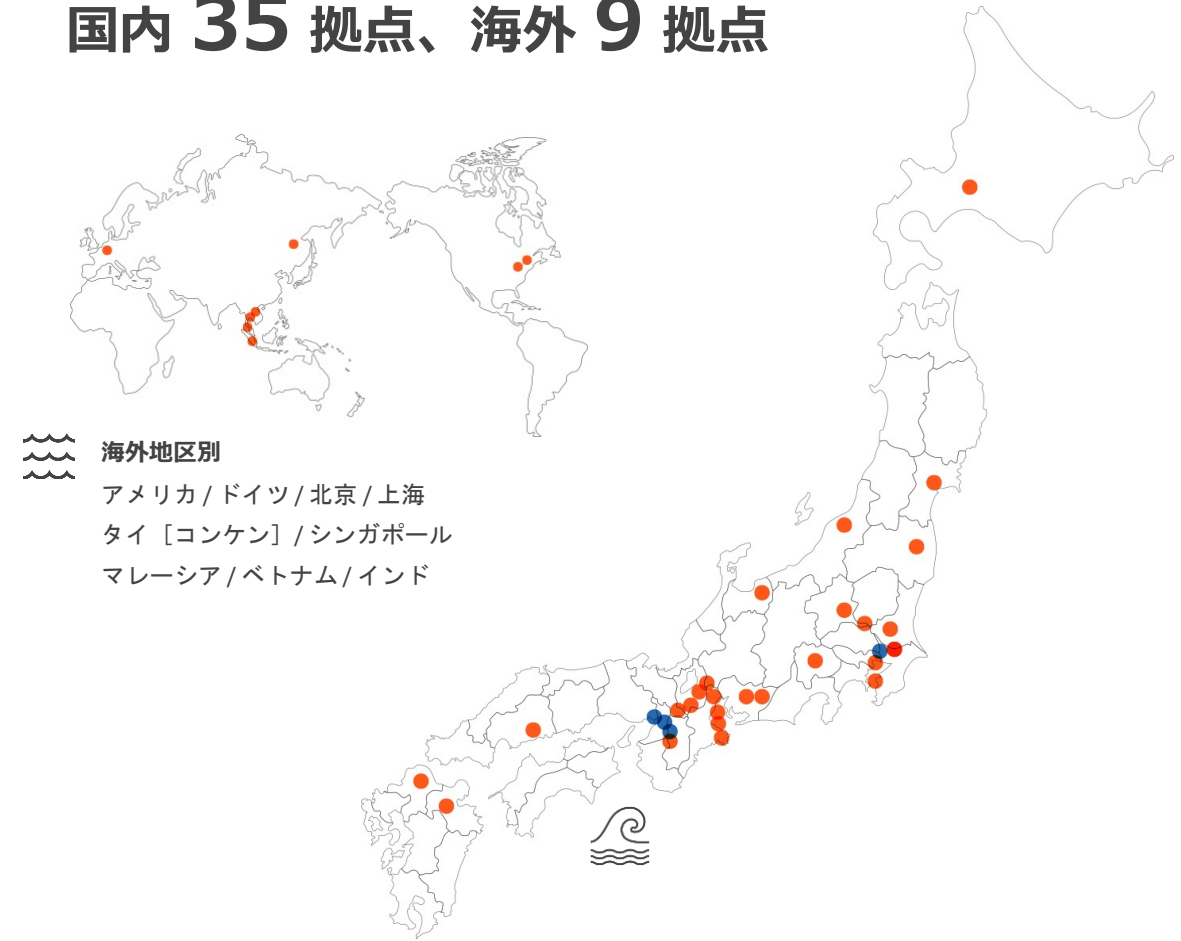 国内 35 拠点、海外 9 拠点
海外地区別
アメリカ / ドイツ / 北京 / 上海
タイ［コンケン］ / シンガポール
マレーシア / ベトナム / インド